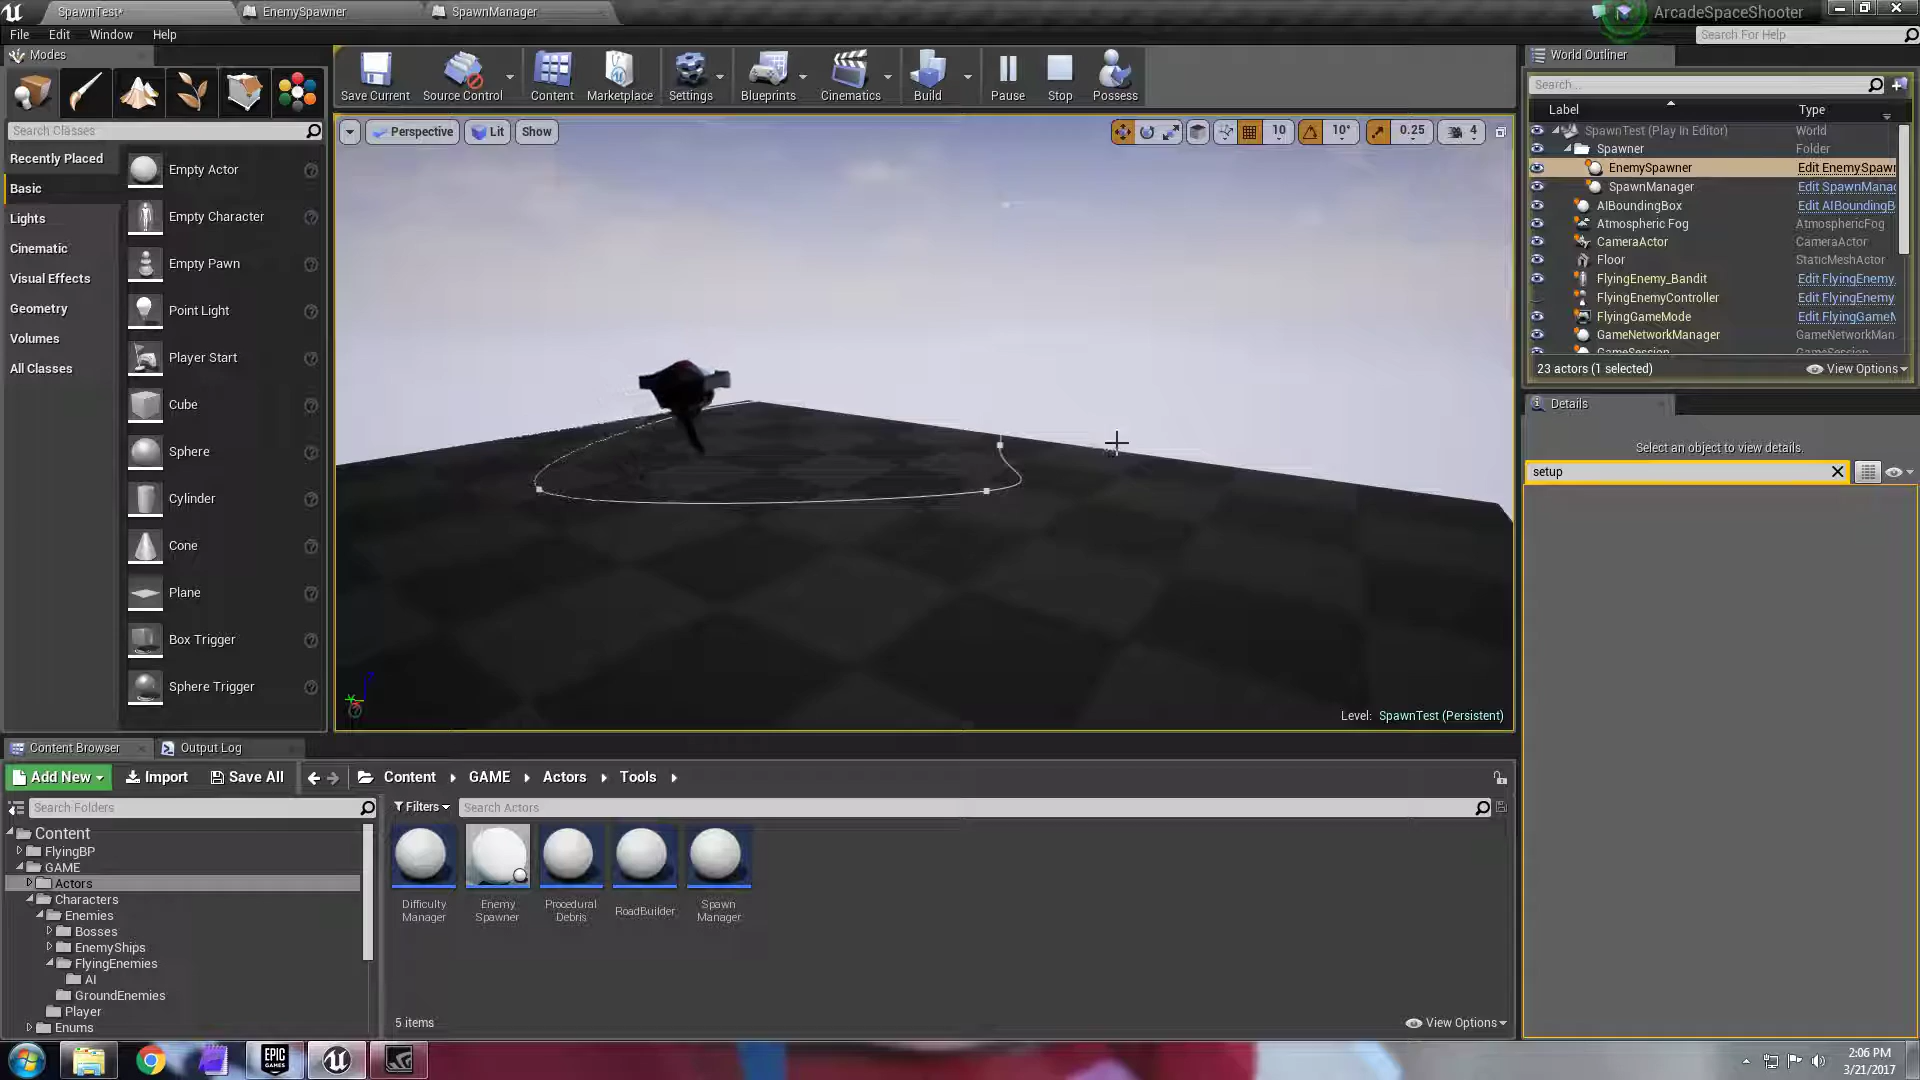 SpawnTest*
EnemySpawner
SpawnManager
ArcadeSpaceShooter
File Edit Window Help
Search For Help
Modes
Save Current
Source Control
Content
Marketplace
Settings
Blueprints
Cinematics
Build
Pause
Stop
Possess
World Outliner
Search...
Label
Type
Search Classes
Perspective
Lit
Show
10
10°
0.25
4
SpawnTest (Play In Editor) World
Spawner Folder
EnemySpawner Edit EnemySpawn
SpawnManager Edit SpawnManag
AIBoundingBox Edit AIBoundingB
Atmospheric Fog AtmosphericFog
CameraActor CameraActor
Floor StaticMeshActor
FlyingEnemy_Bandit Edit FlyingEnemy
FlyingEnemyController Edit FlyingEnemy
FlyingGameMode Edit FlyingGameM
GameNetworkManager GameNetworkMan
GameSession GameSession
23 actors (1 selected)
View Options
Recently Placed
Basic
Lights
Cinematic
Visual Effects
Geometry
Volumes
All Classes
Empty Actor
Empty Character
Empty Pawn
Point Light
Player Start
Cube
Sphere
Cylinder
Cone
Plane
Box Trigger
Sphere Trigger
Details
Select an object to view details.
setup
Level: SpawnTest (Persistent)
Content Browser
Output Log
Add New
Import
Save All
Content
GAME
Actors
Tools
Search Folders
Filters
Search Actors
Content
FlyingBP
GAME
Actors
Characters
Enemies
Bosses
EnemyShips
FlyingEnemies
AI
GroundEnemies
Player
Enums
Difficulty
Manager
Enemy
Spawner
Procedural
Debris
RoadBuilder
Spawn
Manager
5 items
View Options
EPIC
GAMES
2:06 PM
3/21/2017